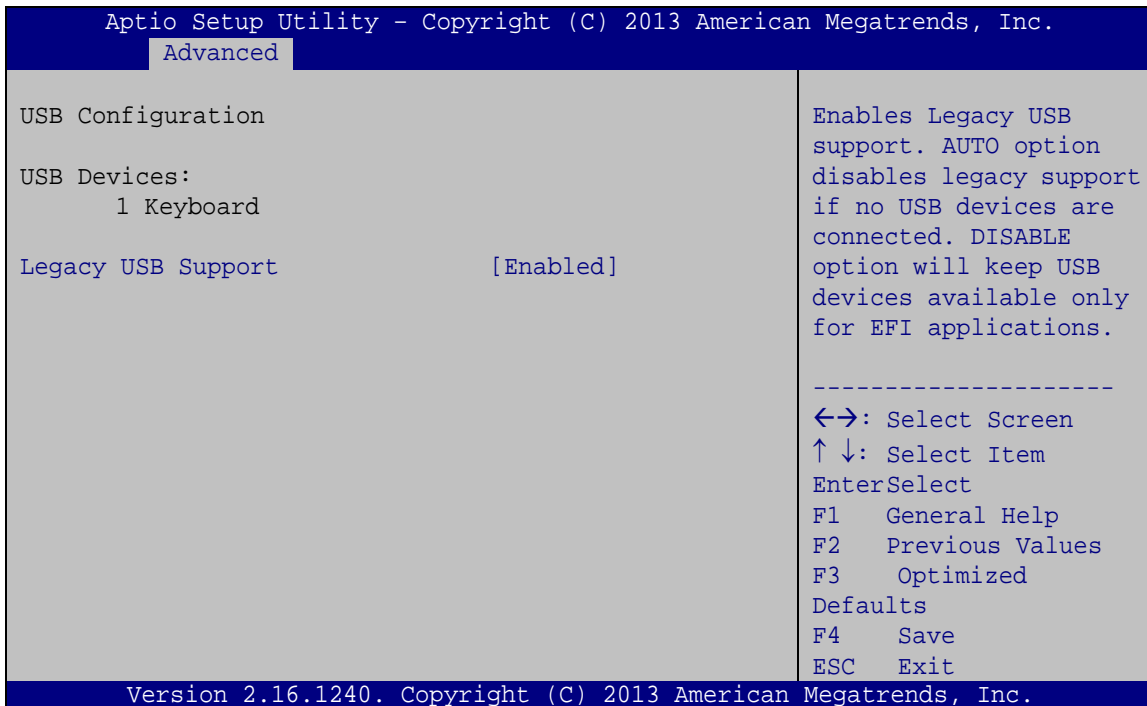 Aptio Setup Utility – Copyright (C) 2013 American Megatrends, Inc.
Advanced
USB Configuration
USB Devices:
1 Keyboard
Legacy USB Support [Enabled]
Enables Legacy USB
support. AUTO option
disables legacy support
if no USB devices are
connected. DISABLE
option will keep USB
devices available only
for EFI applications.
---------------------
←→: Select Screen
↑ ↓: Select Item
EnterSelect
F1 General Help
F2 Previous Values
F3 Optimized
Defaults
F4 Save
ESC Exit
Version 2.16.1240. Copyright (C) 2013 American Megatrends, Inc.